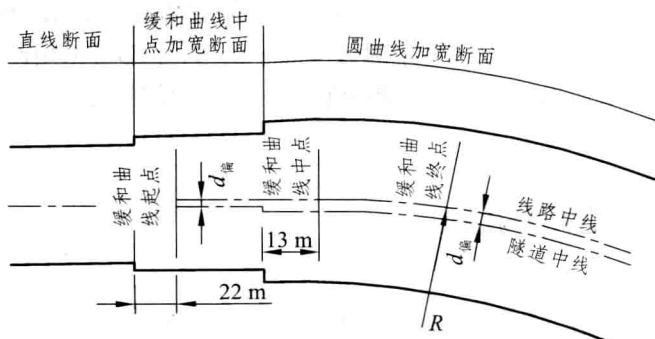 直线断面
缓和曲线中
点加宽断面
圆曲线加宽断面
缓和曲
线起点
d偏
缓和曲
线中点
缓和曲
线终点
线路中线
隧道中线
d偏
13 m
22 m
R